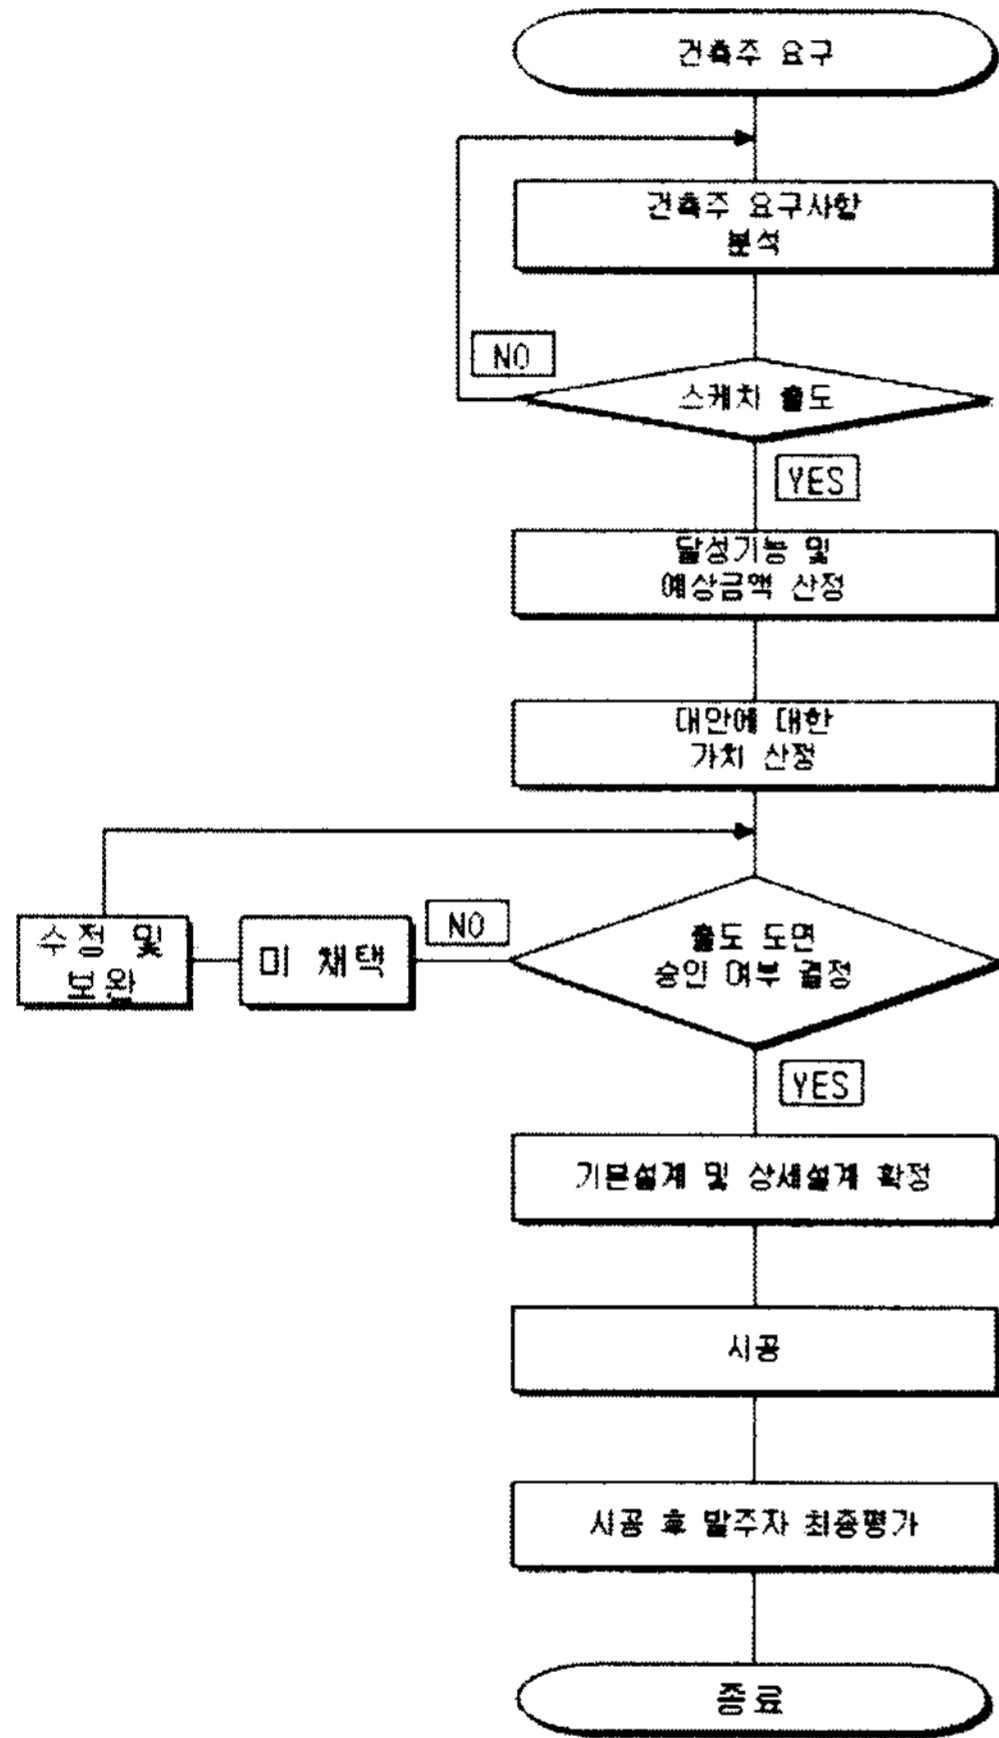 건축주 요구
건축주 요구사항
분석
NO
스케치 출도
YES
달성기능 및
예상금액 산정
대안에 대한
가치 산정
수정 및
보완
미 채택
NO
출도 도면
승인 여부 결정
YES
기본설계 및 상세설계 확정
시공
시공 후 발주자 최종평가
종료